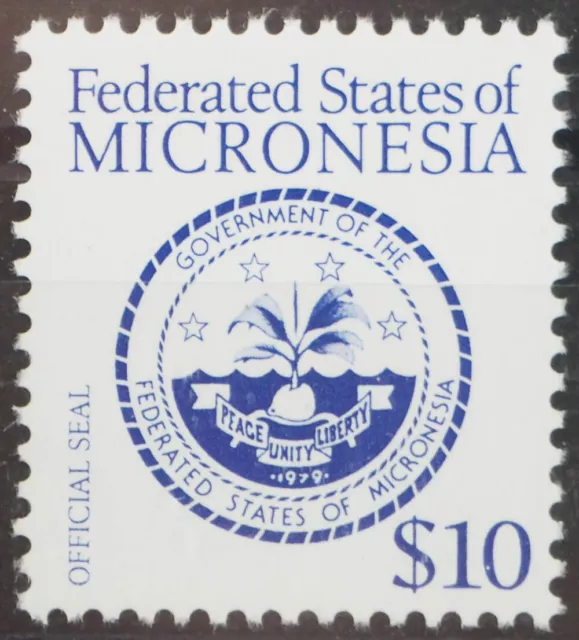 Federated States of
MICRONESIA
GOVERNMENT OF THE
FEDERATED STATES OF MICRONESIA
PEACE UNITY LIBERTY
•1979•
OFFICIAL SEAL
$10